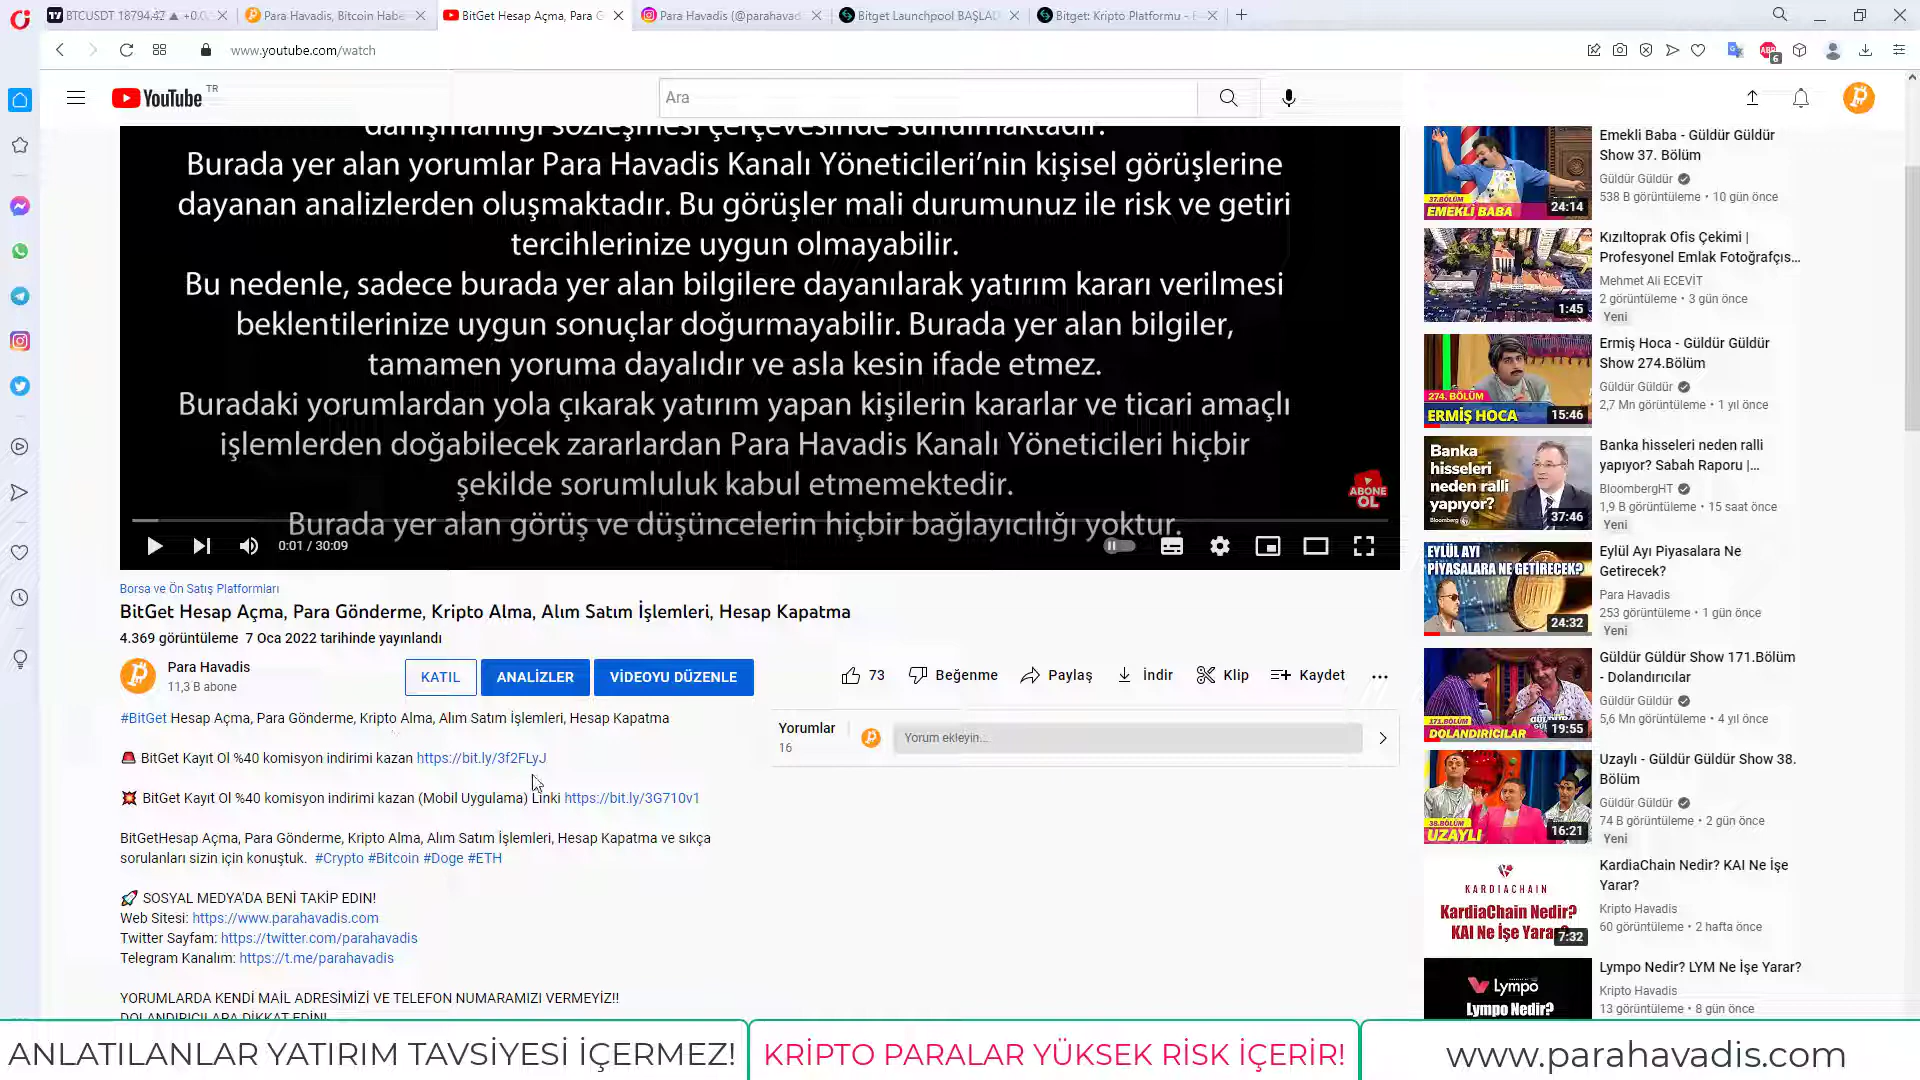 BTCUSDT 18794.42 ▲ +0.0
Para Havadis, Bitcoin Habe
BitGet Hesap Açma, Para G
Para Havadis (@parahavad
Bitget Launchpool BAŞLAD
Bitget: Kripto Platformu - E
www.youtube.com/watch
6
YouTube TR
Ara
danışmanlığı sözleşmesi çerçevesinde sunulmaktadır.
Burada yer alan yorumlar Para Havadis Kanalı Yöneticileri'nin kişisel görüşlerine
dayanan analizlerden oluşmaktadır. Bu görüşler mali durumunuz ile risk ve getiri
tercihlerinize uygun olmayabilir.
Bu nedenle, sadece burada yer alan bilgilere dayanılarak yatırım kararı verilmesi
beklentilerinize uygun sonuçlar doğurmayabilir. Burada yer alan bilgiler,
tamamen yoruma dayalıdır ve asla kesin ifade etmez.
Buradaki yorumlardan yola çıkarak yatırım yapan kişilerin kararlar ve ticari amaçlı
işlemlerden doğabilecek zararlardan Para Havadis Kanalı Yöneticileri hiçbir
şekilde sorumluluk kabul etmemektedir.
Burada yer alan görüş ve düşüncelerin hiçbir bağlayıcılığı yoktur.
ABONE
OL
0:01 / 30:09
Borsa ve Ön Satış Platformları
BitGet Hesap Açma, Para Gönderme, Kripto Alma, Alım Satım İşlemleri, Hesap Kapatma
4.369 görüntüleme 7 Oca 2022 tarihinde yayınlandı
Para Havadis
11,3 B abone
KATIL
ANALİZLER
VİDEOYU DÜZENLE
73
Beğenme
Paylaş
İndir
Klip
Kaydet
#BitGet Hesap Açma, Para Gönderme, Kripto Alma, Alım Satım İşlemleri, Hesap Kapatma
🚨 BitGet Kayıt Ol %40 komisyon indirimi kazan https://bit.ly/3f2FLyJ
💥 BitGet Kayıt Ol %40 komisyon indirimi kazan (Mobil Uygulama) Linki https://bit.ly/3G710v1
BitGetHesap Açma, Para Gönderme, Kripto Alma, Alım Satım İşlemleri, Hesap Kapatma ve sıkça
sorulanları sizin için konuştuk. #Crypto #Bitcoin #Doge #ETH
🚀 SOSYAL MEDYA'DA BENİ TAKİP EDIN!
Web Sitesi: https://www.parahavadis.com
Twitter Sayfam: https://twitter.com/parahavadis
Telegram Kanalım: https://t.me/parahavadis
YORUMLARDA KENDİ MAİL ADRESİMİZİ VE TELEFON NUMARAMIZI VERMEYİZ!!
DOLANDIRICILARA DİKKAT EDİN!
Yorumlar
16
Yorum ekleyin...
37.BÖLÜM
EMEKLI BABA
24:14
Emekli Baba - Güldür Güldür
Show 37. Bölüm
Güldür Güldür
538 B görüntüleme • 10 gün önce
1:45
Kızıltoprak Ofis Çekimi |
Profesyonel Emlak Fotoğrafçıs...
Mehmet Ali ECEVİT
2 görüntüleme • 3 gün önce
Yeni
274. BÖLÜM
ERMİŞ HOCA
15:46
Ermiş Hoca - Güldür Güldür
Show 274.Bölüm
Güldür Güldür
2,7 Mn görüntüleme • 1 yıl önce
Banka
hisseleri
neden ralli
yapıyor?
Bloomberg
37:46
Banka hisseleri neden ralli
yapıyor? Sabah Raporu |...
BloombergHT
1,9 B görüntüleme • 15 saat önce
Yeni
EYLÜL AYI
PİYASALARA NE GETİRECEK?
24:32
Eylül Ayı Piyasalara Ne
Getirecek?
Para Havadis
253 görüntüleme • 1 gün önce
Yeni
171.BÖLÜM
DOLANDIRICILAR
19:55
Güldür Güldür Show 171.Bölüm
- Dolandırıcılar
Güldür Güldür
5,6 Mn görüntüleme • 4 yıl önce
38.BÖLÜM
UZAYLI
16:21
Uzaylı - Güldür Güldür Show 38.
Bölüm
Güldür Güldür
74 B görüntüleme • 2 gün önce
Yeni
KARDIACHAIN
KardiaChain Nedir?
KAI Ne İşe Yarar?
7:32
KardiaChain Nedir? KAI Ne İşe
Yarar?
Kripto Havadis
60 görüntüleme • 2 hafta önce
Lympo
Lympo Nedir?
Lympo Nedir? LYM Ne İşe Yarar?
Kripto Havadis
13 görüntüleme • 8 gün önce
ANLATILANLAR YATIRIM TAVSİYESİ İÇERMEZ!
KRİPTO PARALAR YÜKSEK RİSK İÇERİR!
www.parahavadis.com